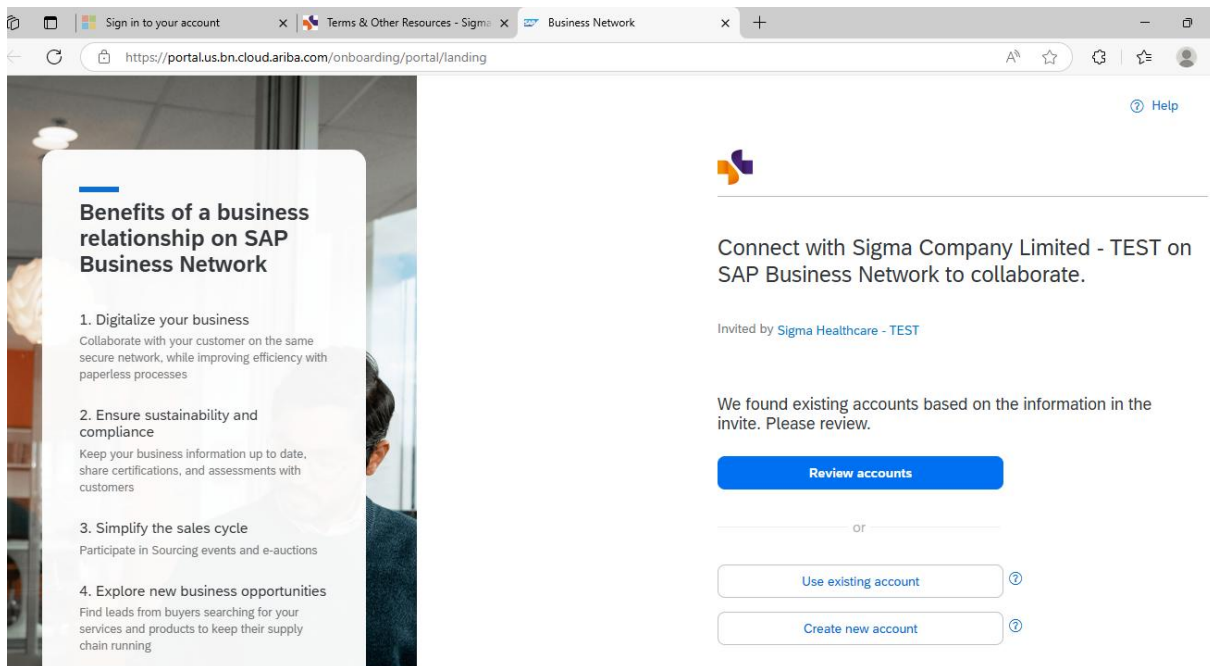 Sign in to your account
Terms & Other Resources - Sigma
Business Network
https://portal.us.bn.cloud.ariba.com/onboarding/portal/landing
Help
Benefits of a business
relationship on SAP
Business Network
1. Digitalize your business
Collaborate with your customer on the same
secure network, while improving efficiency with
paperless processes
2. Ensure sustainability and
compliance
Keep your business information up to date,
share certifications, and assessments with
customers
3. Simplify the sales cycle
Participate in Sourcing events and e-auctions
4. Explore new business opportunities
Find leads from buyers searching for your
services and products to keep their supply
chain running
Connect with Sigma Company Limited - TEST on
SAP Business Network to collaborate.
Invited by Sigma Healthcare - TEST
We found existing accounts based on the information in the
invite. Please review.
Review accounts
or
Use existing account
Create new account